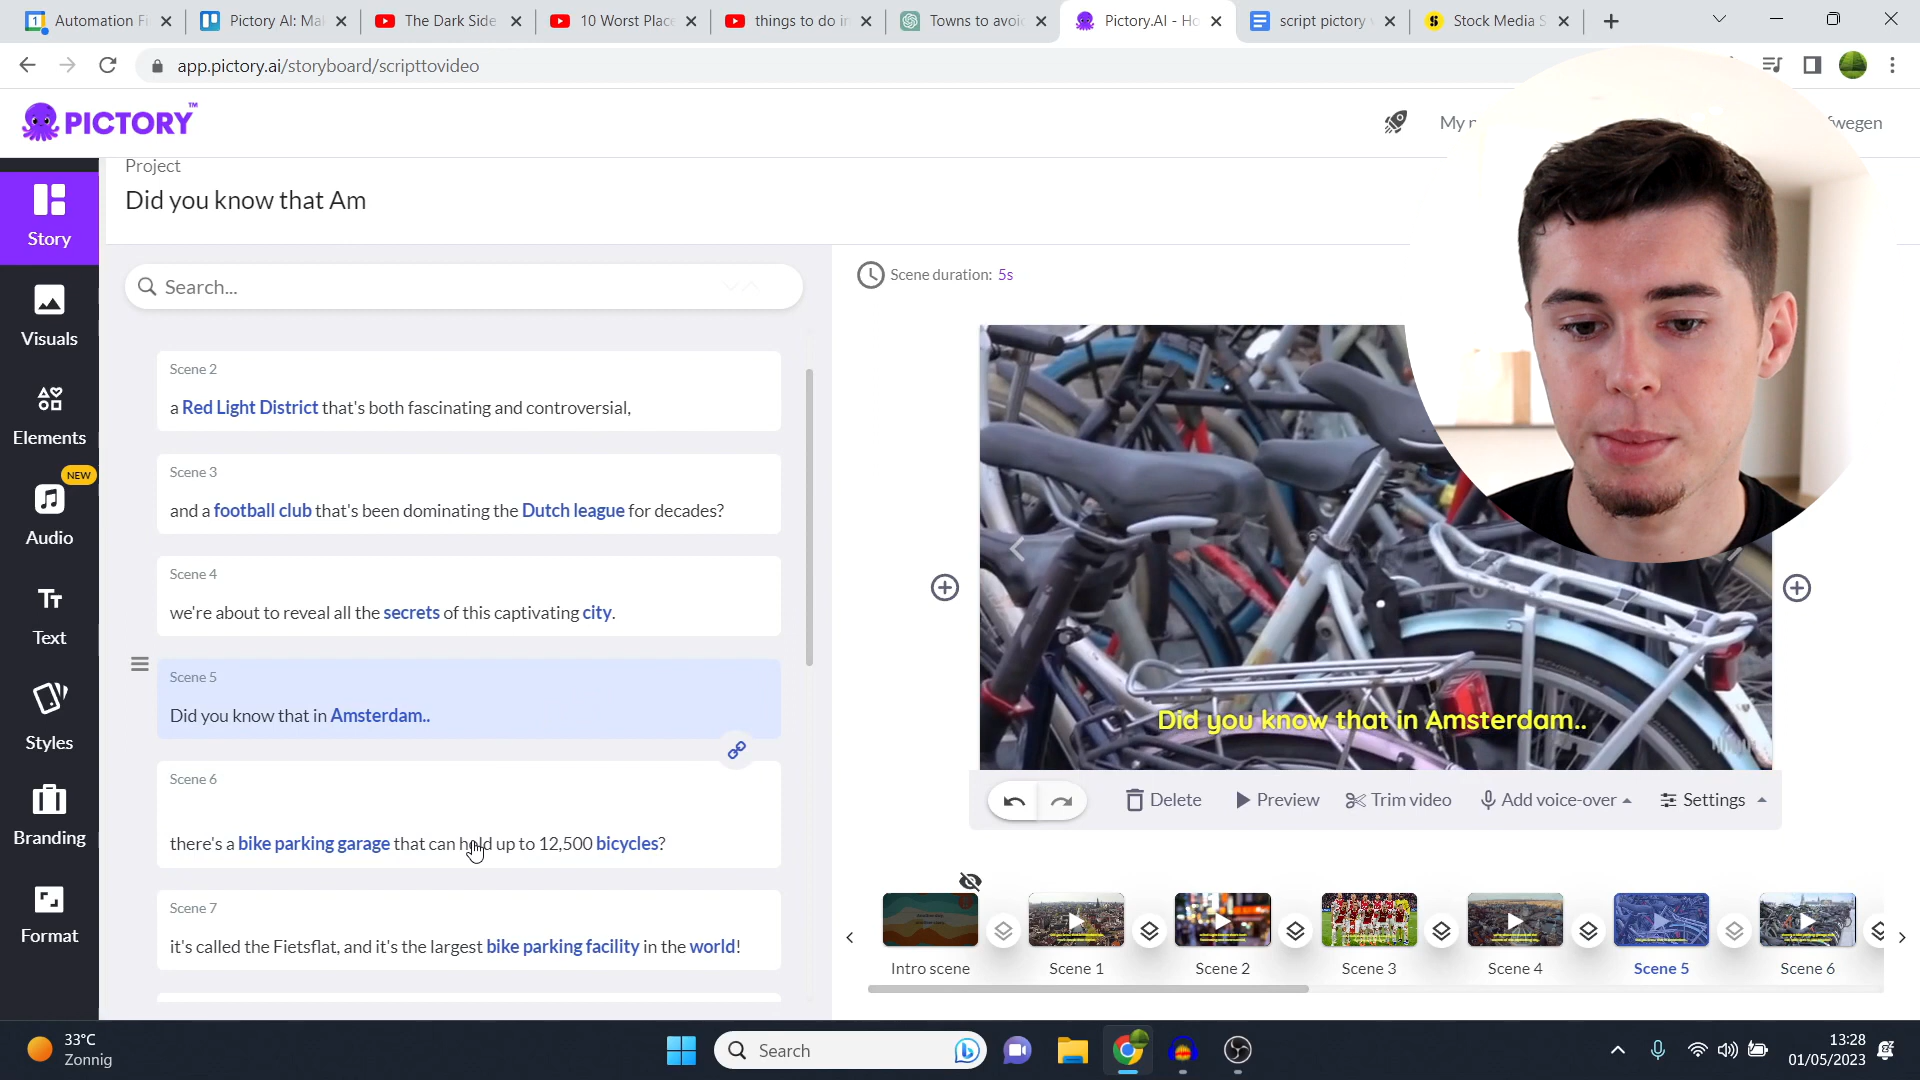 Automation F
Pictory AI: Ma
The Dark Side
10 Worst Place
things to do in
Towns to avoid
Pictory.AI - Ho
script pictory
Stock Media S
app.pictory.ai/storyboard/scripttovideo
PICTORY™
My
wegen
Project
Did you know that Am
Story
Visuals
Elements
NEW
Audio
Text
Styles
Branding
Format
Search...
Scene 2
a Red Light District that's both fascinating and controversial,
Scene 3
and a football club that's been dominating the Dutch league for decades?
Scene 4
we're about to reveal all the secrets of this captivating city.
Scene 5
Did you know that in Amsterdam..
Scene 6
there's a bike parking garage that can hold up to 12,500 bicycles?
Scene 7
it's called the Fietsflat, and it's the largest bike parking facility in the world!
Scene duration: 5s
Did you know that in Amsterdam..
Delete
Preview
Trim video
Add voice-over
Settings
Intro scene
Scene 1
Scene 2
Scene 3
Scene 4
Scene 5
Scene 6
33°C
Zonnig
Search
13:28
01/05/2023